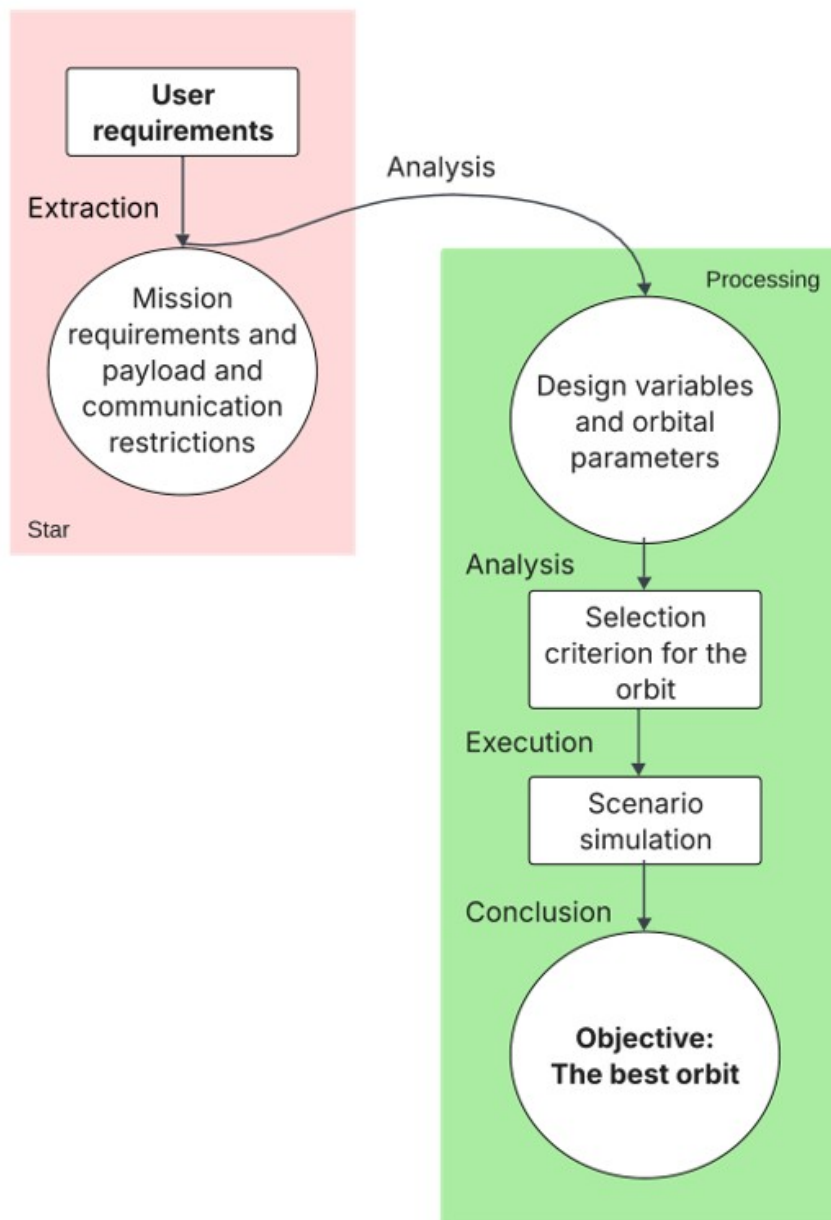 User
requirements
Extraction
Mission
requirements and
payload and
communication
restrictions
Star
Analysis
Processing
Design variables
and orbital
parameters
Analysis
Selection
criterion for the
orbit
Execution
Scenario
simulation
Conclusion
Objective:
The best orbit